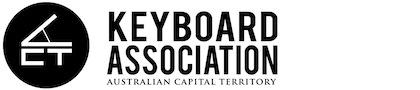 CT
KEYBOARD
ASSOCIATION
AUSTRALIAN CAPITAL TERRITORY